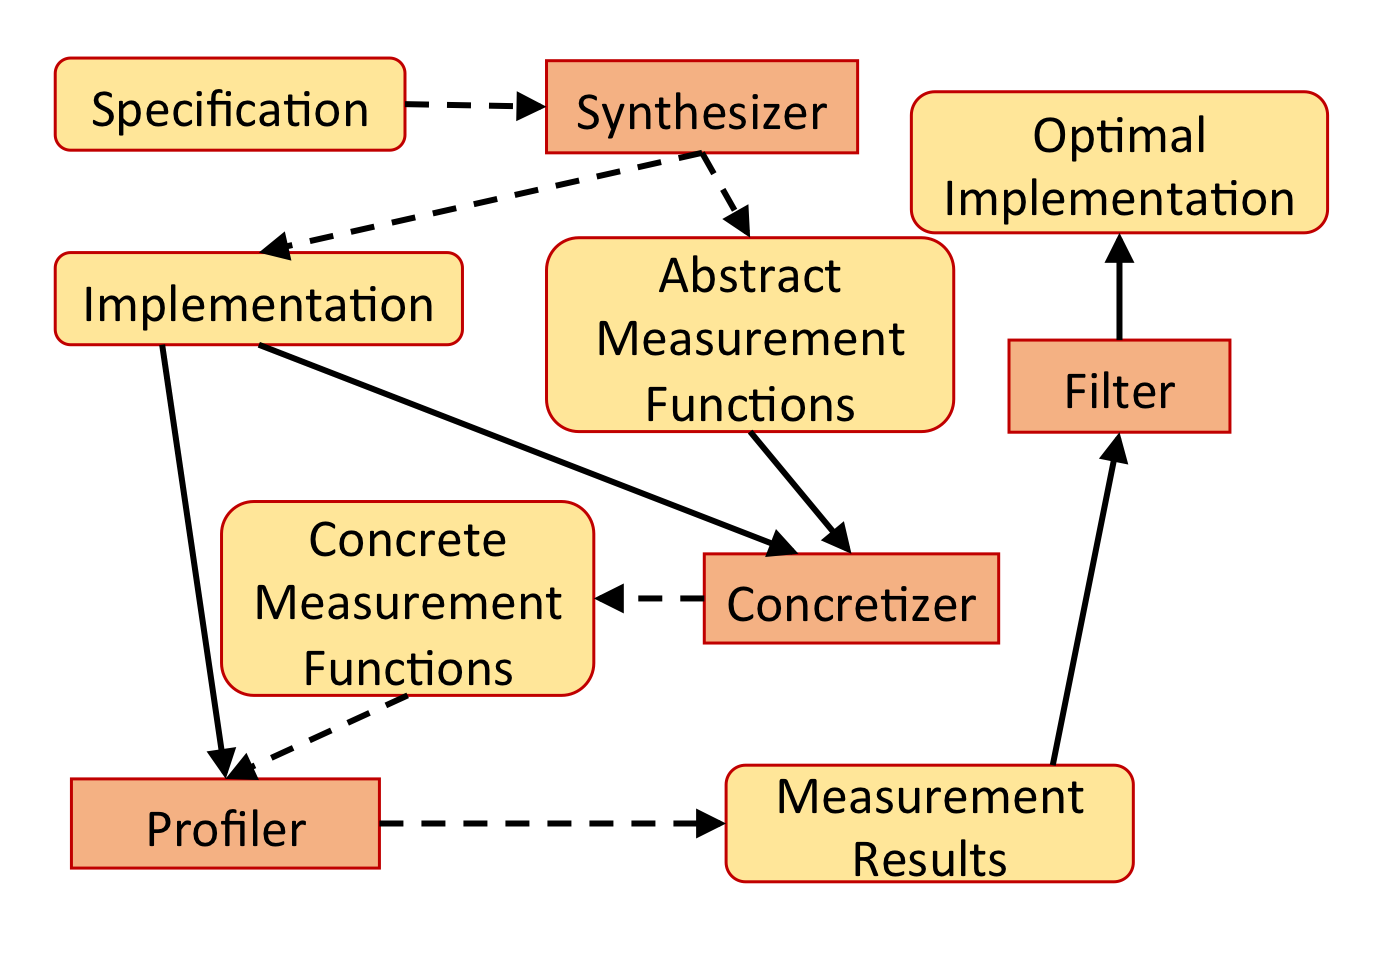 Specification
Synthesizer
Optimal
Implementation
Implementation
Abstract
Measurement
Functions
Filter
Concrete
Measurement
Functions
Concretizer
Profiler
Measurement
Results